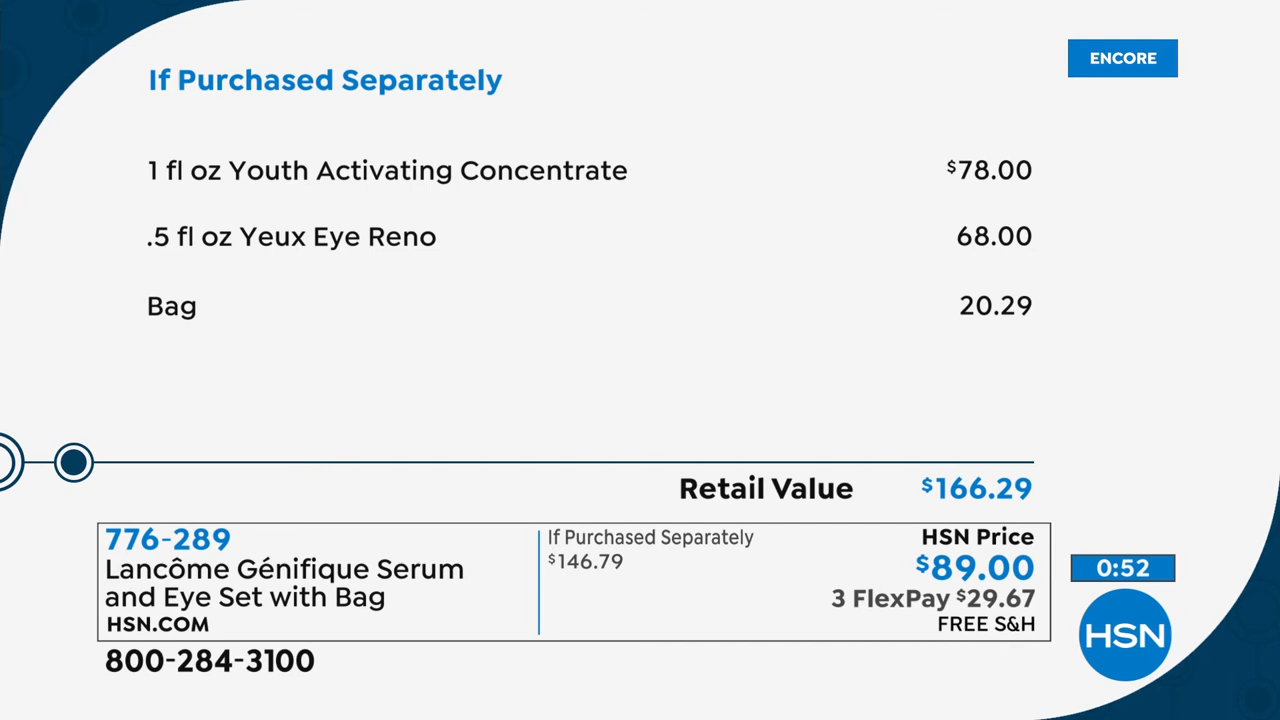 If Purchased Separately
ENCORE
1 fl oz Youth Activating Concentrate $78.00
.5 fl oz Yeux Eye Reno 68.00
Bag 20.29
Retail Value $166.29
776-289
Lancôme Génifique Serum
and Eye Set with Bag
HSN.COM
If Purchased Separately
$146.79
HSN Price
$89.00
3 FlexPay $29.67
FREE S&H
0:52
HSN
800-284-3100